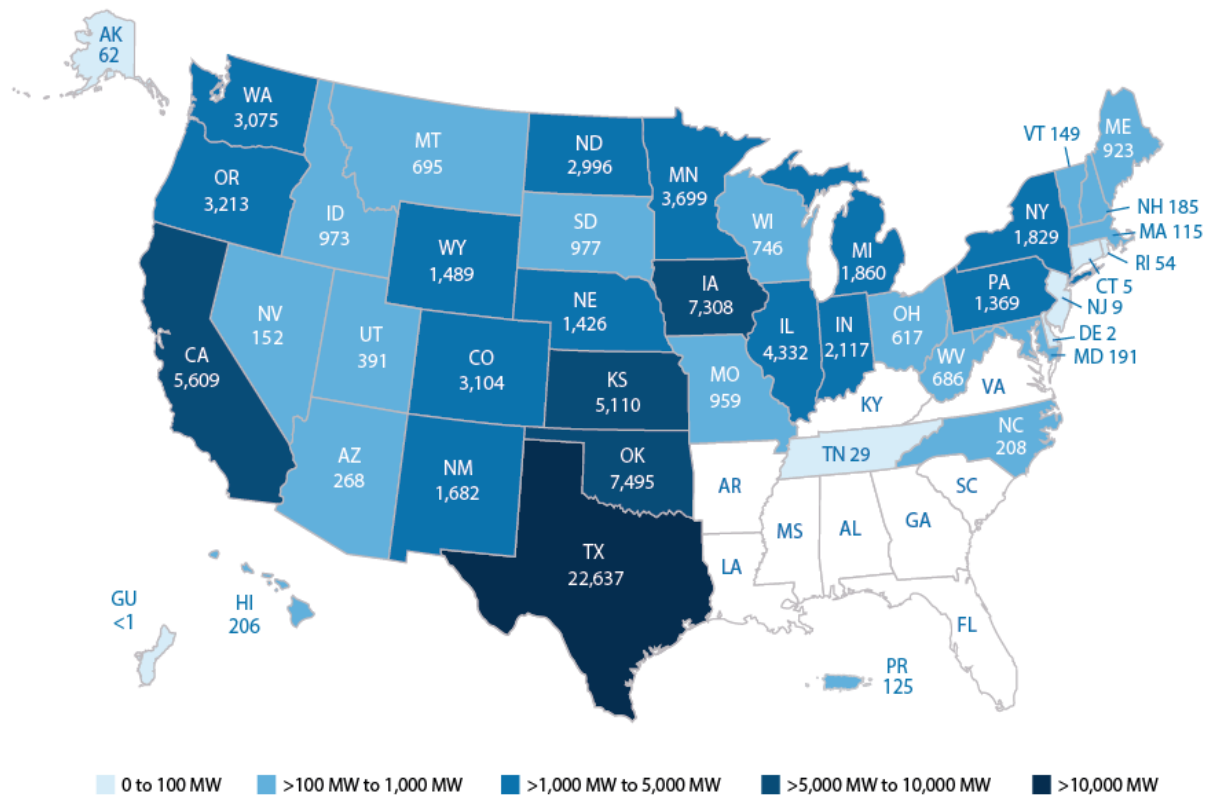 AK
62
WA
3,075
MT
695
ND
2,996
MN
3,699
VT 149
ME
923
OR
3,213
ID
973
SD
977
WI
746
MI
1,860
NY
1,829
NH 185
MA 115
RI 54
CT 5
NJ 9
DE 2
MD 191
WY
1,489
IA
7,308
NE
1,426
PA
1,369
NV
152
UT
391
CO
3,104
IL
4,332
IN
2,117
OH
617
WV
686
VA
CA
5,609
KS
5,110
MO
959
KY
NC
208
TN 29
AZ
268
NM
1,682
OK
7,495
AR
SC
MS
AL
GA
TX
22,637
LA
FL
GU
<1
HI
206
PR
125
0 to 100 MW
>100 MW to 1,000 MW
>1,000 MW to 5,000 MW
>5,000 MW to 10,000 MW
>10,000 MW